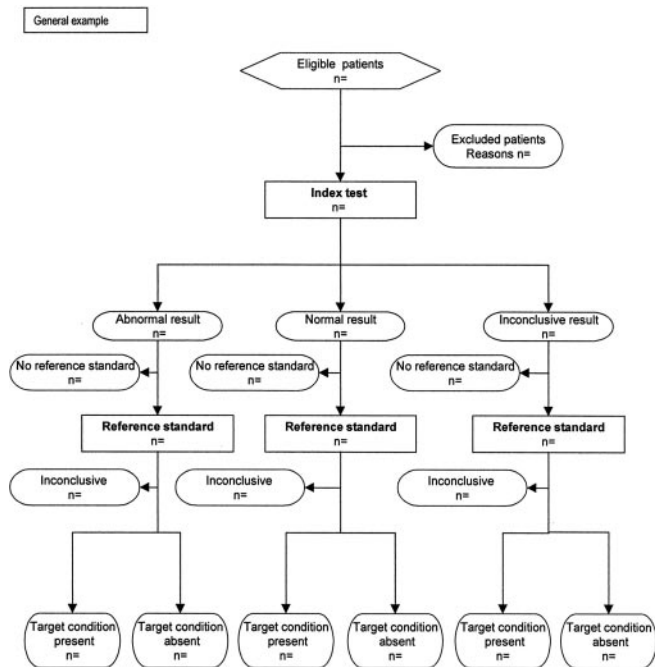 General example
Eligible patients
n=
Excluded patients
Reasons n=
Index test
n=
Abnormal result
n=
Normal result
n=
Inconclusive result
n=
No reference standard
n=
No reference standard
n=
No reference standard
n=
Reference standard
n=
Reference standard
n=
Reference standard
n=
Inconclusive
n=
Inconclusive
n=
Inconclusive
n=
Target condition
present
n=
Target condition
absent
n=
Target condition
present
n=
Target condition
absent
n=
Target condition
present
n=
Target condition
absent
n=